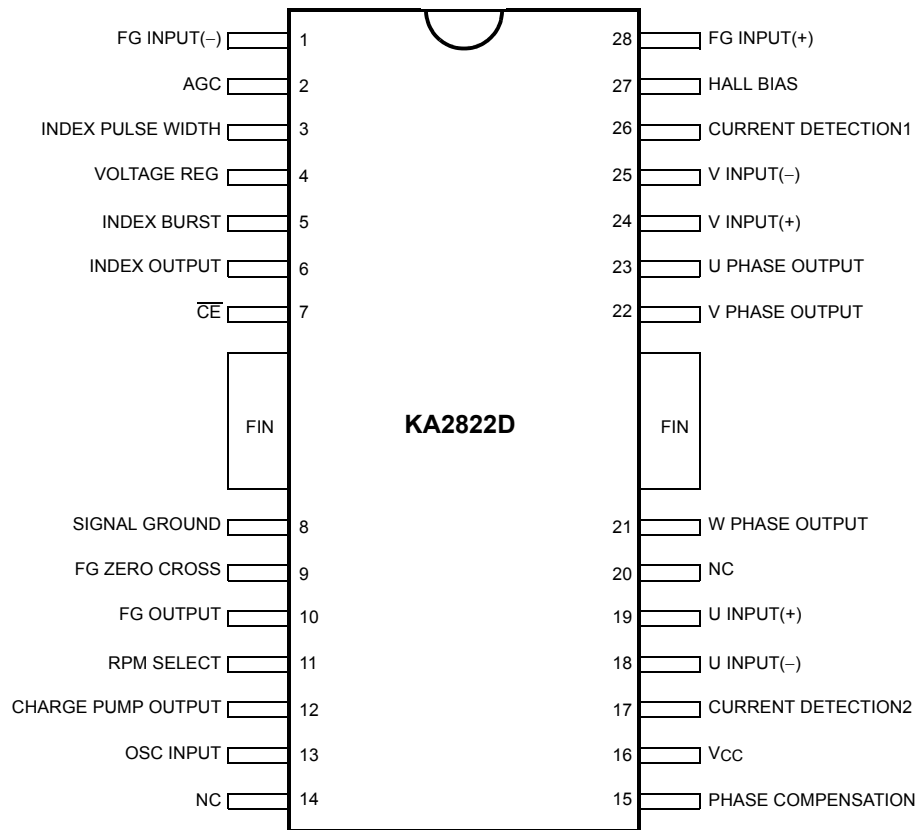 FG INPUT(−) 1 28 FG INPUT(+)
AGC 2 27 HALL BIAS
INDEX PULSE WIDTH 3 26 CURRENT DETECTION1
VOLTAGE REG 4 25 V INPUT(−)
INDEX BURST 5 24 V INPUT(+)
INDEX OUTPUT 6 23 U PHASE OUTPUT
C̅E̅ 7 22 V PHASE OUTPUT
FIN KA2822D FIN
SIGNAL GROUND 8 21 W PHASE OUTPUT
FG ZERO CROSS 9 20 NC
FG OUTPUT 10 19 U INPUT(+)
RPM SELECT 11 18 U INPUT(−)
CHARGE PUMP OUTPUT 12 17 CURRENT DETECTION2
OSC INPUT 13 16 VCC
NC 14 15 PHASE COMPENSATION